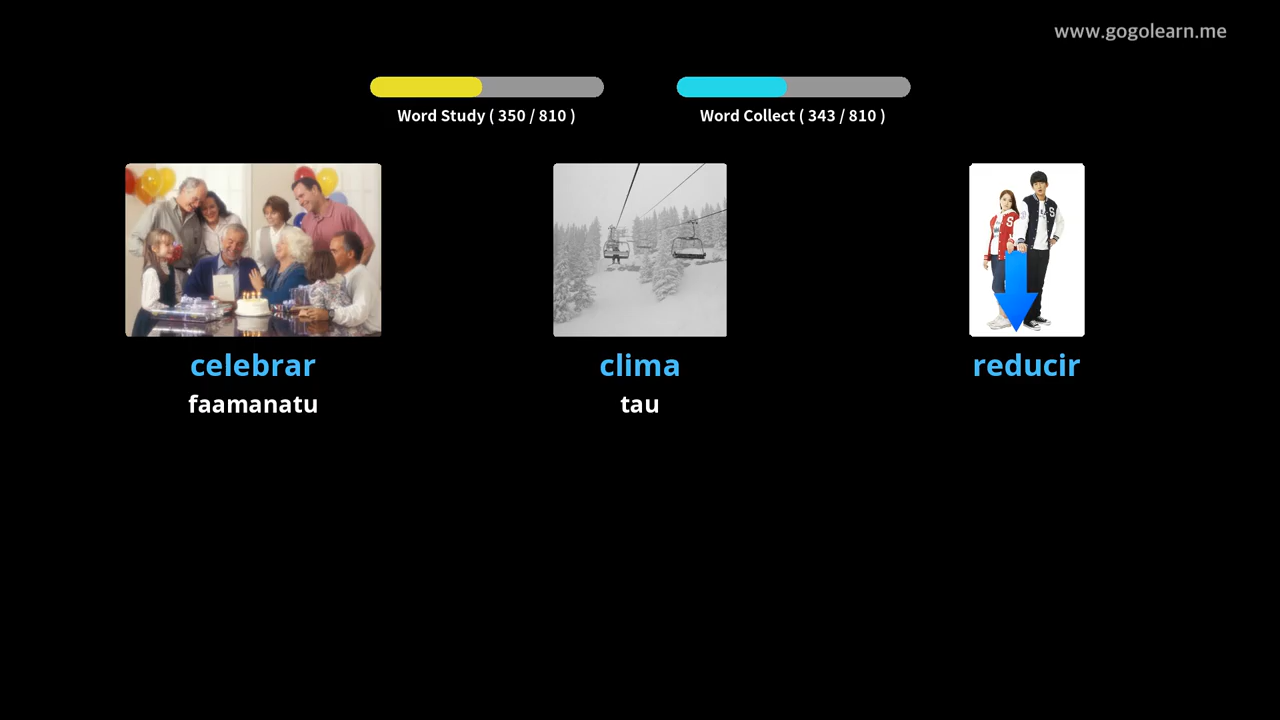 www.gogolearn.me
Word Study ( 350 / 810 )
Word Collect ( 343 / 810 )
celebrar
faamanatu
clima
tau
reducir